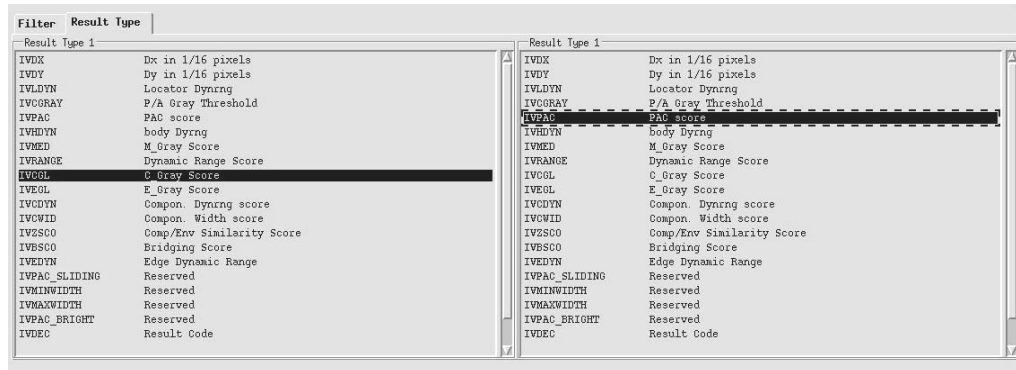 Filter Result Type
Result Type 1
IVDX Dx in 1/16 pixels
IVDY Dy in 1/16 pixels
IVLDYN Locator Dynrng
IVCGRAY P/A Gray Threshold
IVPAC PAC score
IVHDYN body Dyrng
IVMED M_Gray Score
IVRANGE Dynamic Range Score
IVCGL C_Gray Score
IVEGL E_Gray Score
IVCDYN Compon. Dynrng score
IVCWID Compon. Width score
IVZSCO Comp/Env Similarity Score
IVBSCO Bridging Score
IVEDYN Edge Dynamic Range
IVPAC_SLIDING Reserved
IVMINWIDTH Reserved
IVMAXWIDTH Reserved
IVPAC_BRIGHT Reserved
IVDEC Result Code
Result Type 1
IVDX Dx in 1/16 pixels
IVDY Dy in 1/16 pixels
IVLDYN Locator Dynrng
IVCGRAY P/A Gray Threshold
IVPAC PAC score
IVHDYN body Dyrng
IVMED M_Gray Score
IVRANGE Dynamic Range Score
IVCGL C_Gray Score
IVEGL E_Gray Score
IVCDYN Compon. Dynrng score
IVCWID Compon. Width score
IVZSCO Comp/Env Similarity Score
IVBSCO Bridging Score
IVEDYN Edge Dynamic Range
IVPAC_SLIDING Reserved
IVMINWIDTH Reserved
IVMAXWIDTH Reserved
IVPAC_BRIGHT Reserved
IVDEC Result Code